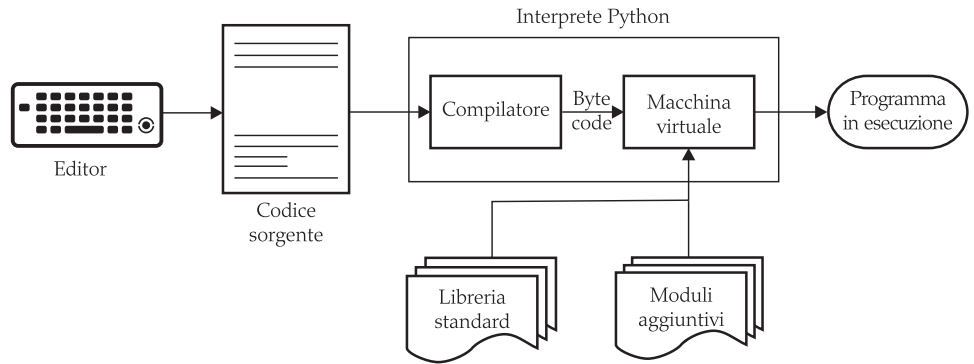 Interprete Python
Editor
Codice
sorgente
Compilatore
Byte
code
Macchina
virtuale
Programma
in esecuzione
Libreria
standard
Moduli
aggiuntivi